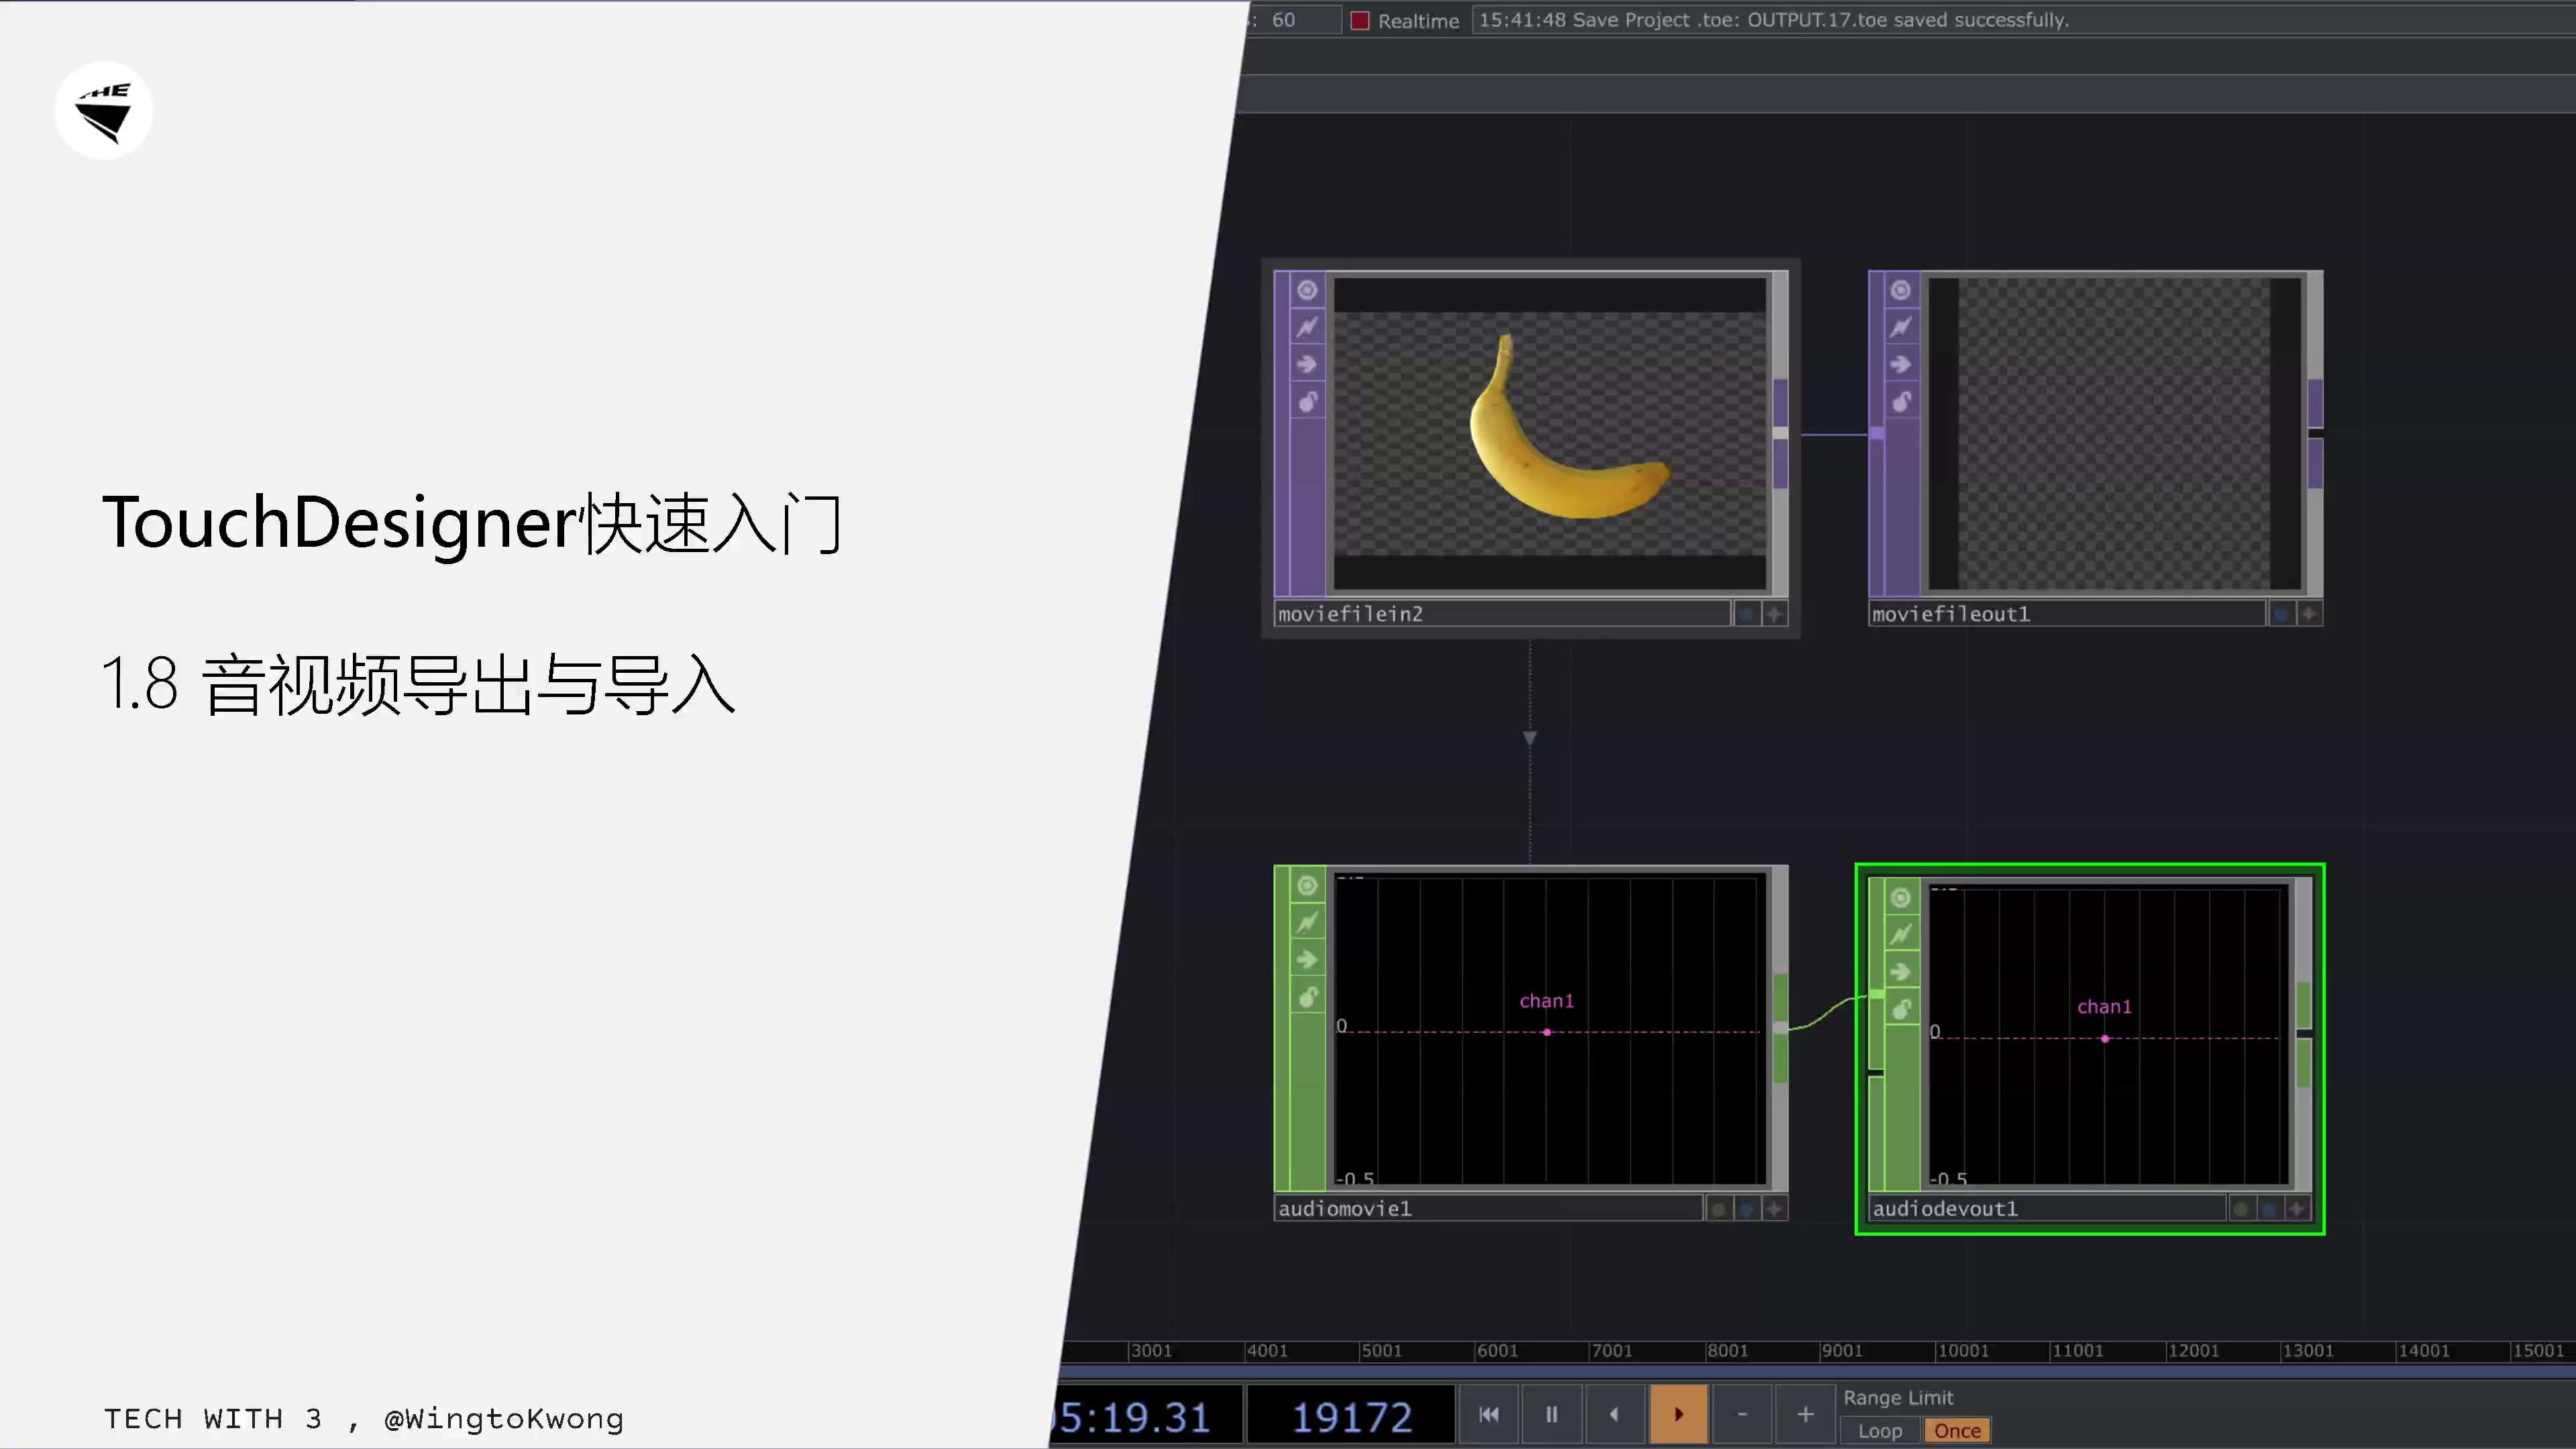 : 60 Realtime 15:41:48 Save Project .toe: OUTPUT.17.toe saved successfully.
HE
TouchDesigner快速入门
1.8 音视频导出与导入
moviefilein2
moviefileout1
chan1
0
-0.5
audiomovie1
chan1
0
-0.5
audiodevout1
3001 4001 5001 6001 7001 8001 9001 10001 11001 12001 13001 14001 15001
5:19.31 19172 - + Range Limit
Loop Once
TECH WITH 3 , @WingtoKwong